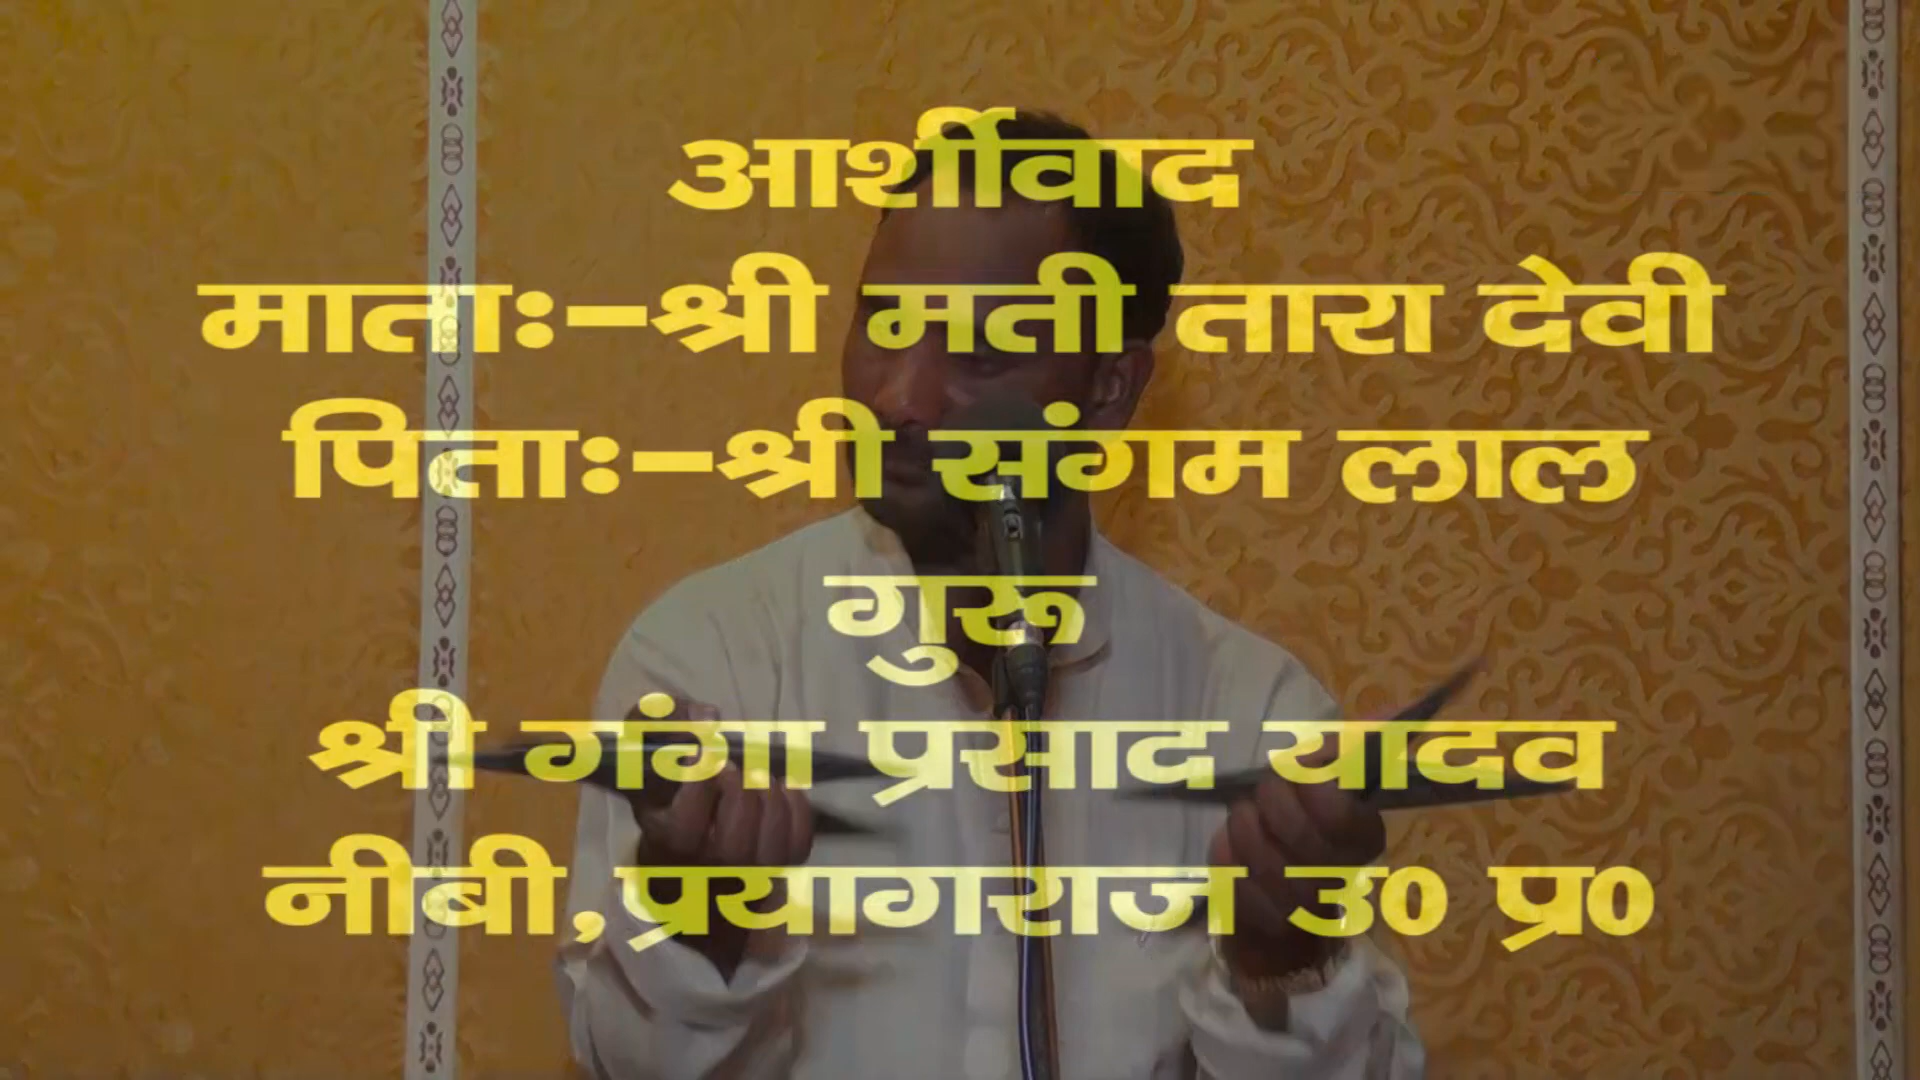 आर्शीवाद
माताः-श्री मती तारा देवी
पिताः-श्री संगम लाल
गुरू
श्री गंगा प्रसाद यादव
नीबी,प्रयागराज उ० प्र०